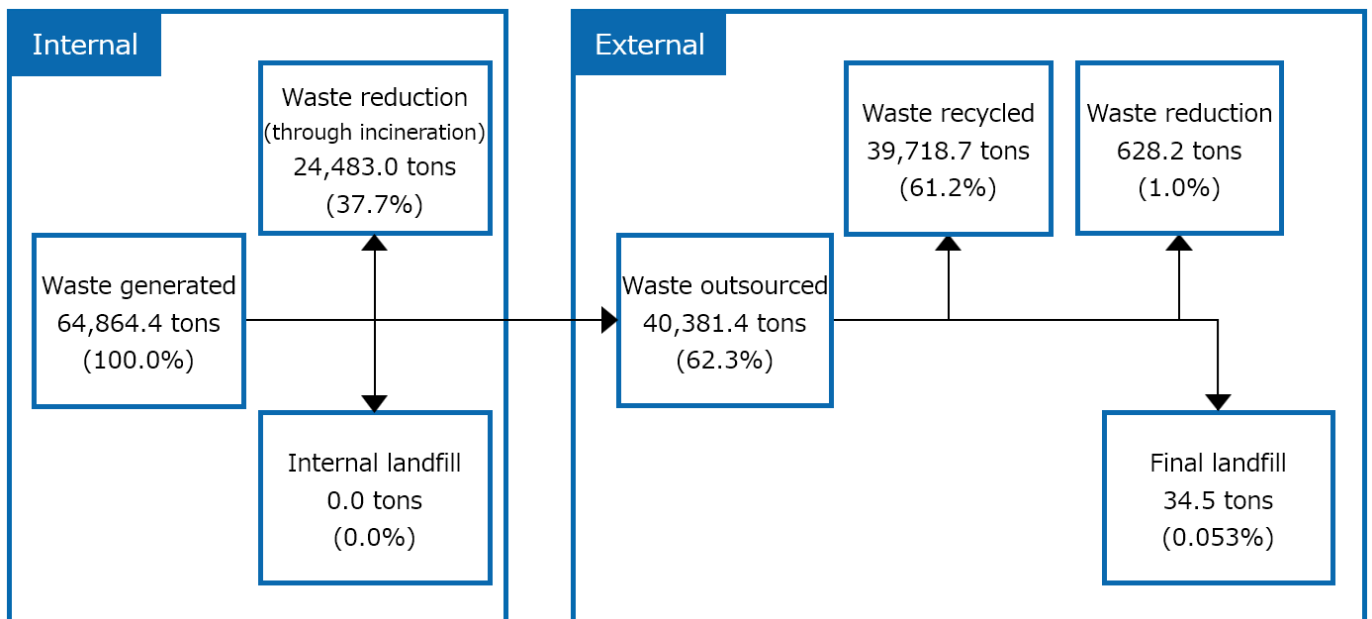 Internal
Waste generated
64,864.4 tons
(100.0%)
Waste reduction
(through incineration)
24,483.0 tons
(37.7%)
Internal landfill
0.0 tons
(0.0%)
External
Waste outsourced
40,381.4 tons
(62.3%)
Waste recycled
39,718.7 tons
(61.2%)
Waste reduction
628.2 tons
(1.0%)
Final landfill
34.5 tons
(0.053%)